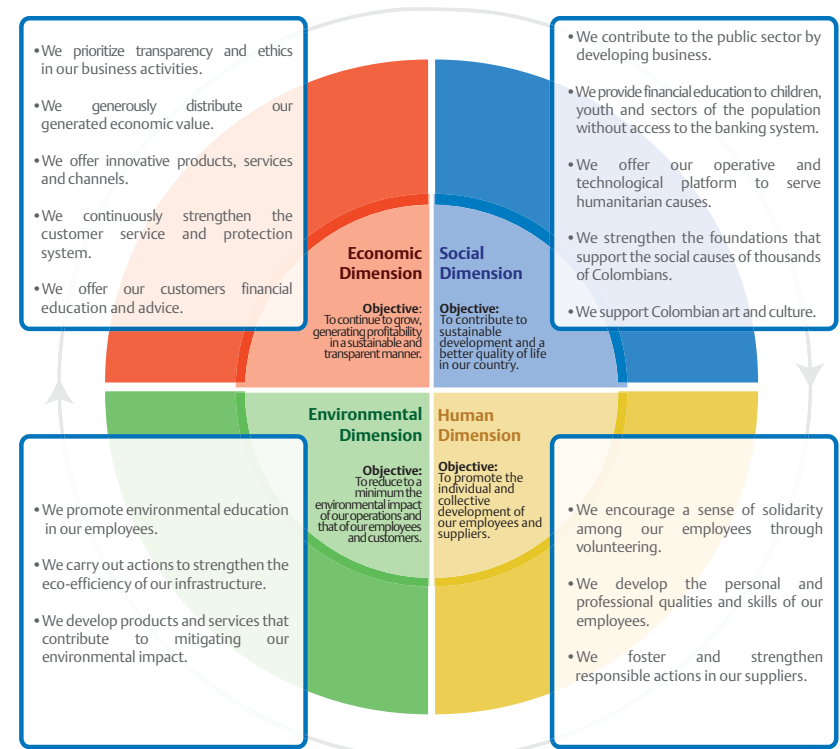 • We prioritize transparency and ethics
in our business activities.
• We generously distribute our
generated economic value.
• We offer innovative products, services
and channels.
• We continuously strengthen the
customer service and protection
system.
• We offer our customers financial
education and advice.
• We contribute to the public sector by
developing business.
• We provide financial education to children,
youth and sectors of the population
without access to the banking system.
• We offer our operative and
technological platform to serve
humanitarian causes.
• We strengthen the foundations that
support the social causes of thousands
of Colombians.
• We support Colombian art and culture.
Economic
Dimension
Objective:
To continue to grow,
generating profitability
in a sustainable and
transparent manner.
Social
Dimension
Objective:
To contribute to
sustainable
development and a
better quality of life
in our country.
Environmental
Dimension
Objective:
To reduce to a
minimum the
environmental impact
of our operations and
that of our employees
and customers.
Human
Dimension
Objective:
To promote the
individual and
collective
development of
our employees and
suppliers.
• We promote environmental education
in our employees.
• We carry out actions to strengthen the
eco-efficiency of our infrastructure.
• We develop products and services that
contribute to mitigating our
environmental impact.
• We encourage a sense of solidarity
among our employees through
volunteering.
• We develop the personal and
professional qualities and skills of our
employees.
• We foster and strengthen
responsible actions in our suppliers.